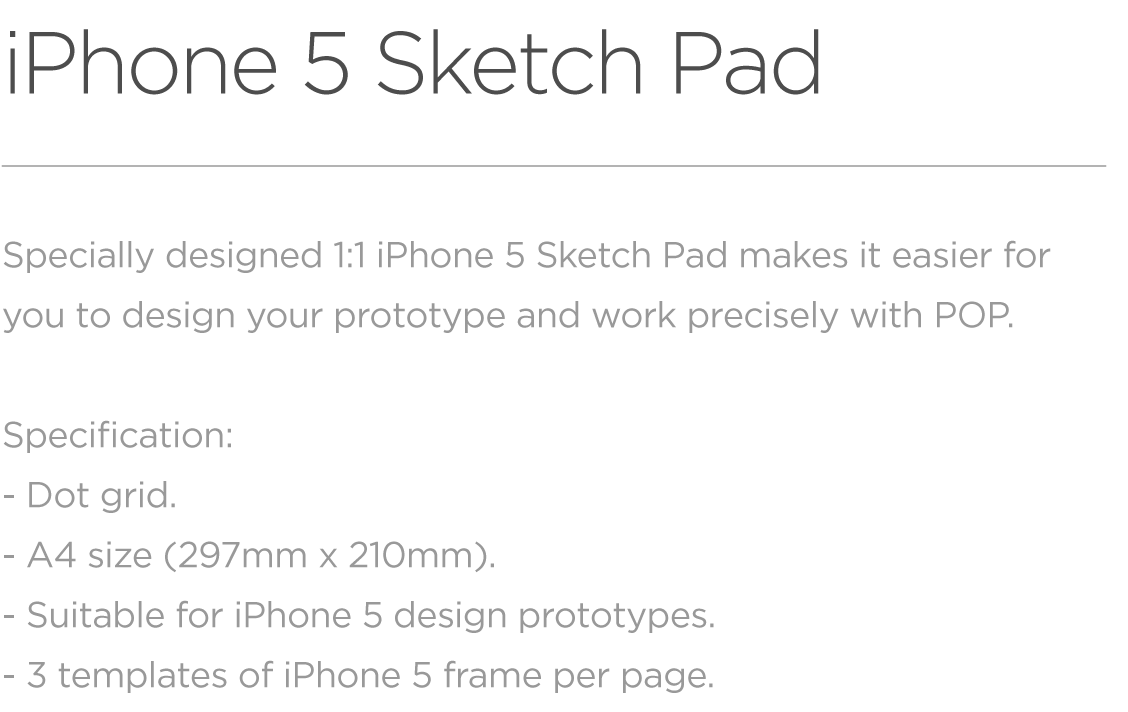 iPhone 5 Sketch Pad
Specially designed 1:1 iPhone 5 Sketch Pad makes it easier for
you to design your prototype and work precisely with POP.
Specification:
- Dot grid.
- A4 size (297mm x 210mm).
- Suitable for iPhone 5 design prototypes.
- 3 templates of iPhone 5 frame per page.